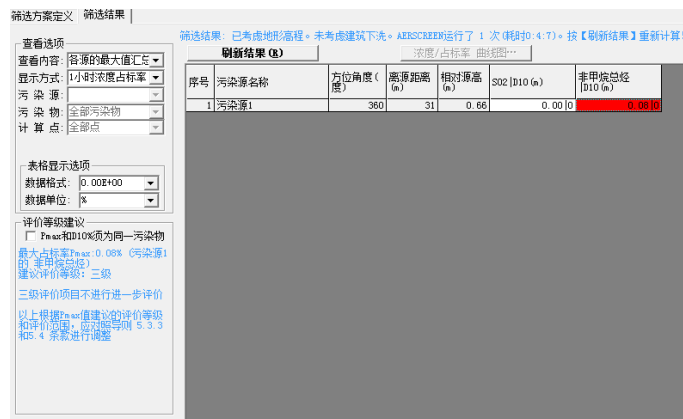 筛选方案定义 筛选结果
筛选结果: 已考虑地形高程。未考虑建筑下洗。AERSCREEN运行了 1 次(耗时0:4:7)。按【刷新结果】重新计算!
查看选项
查看内容: 各源的最大值汇总
显示方式: 1小时浓度占标率
污 染 源:
污 染 物: 全部污染物
计 算 点: 全部点
表格显示选项
数据格式: 0.00E+00
数据单位: %
评价等级建议
Pmax和D10%须为同一污染物
最大占标率Pmax:0.08% (污染源1
的 非甲烷总烃)
建议评价等级: 三级
三级评价项目不进行进一步评价
以上根据Pmax值建议的评价等级
和评价范围, 应对照导则 5.3.3
和5.4 条款进行调整
刷新结果(R) 浓度/占标率 曲线图…
序号 污染源名称 方位角度(度) 离源距离(m) 相对源高(m) SO2|D10(m) 非甲烷总烃|D10(m)
1 污染源1 360 31 0.66 0.00|0 0.08|0